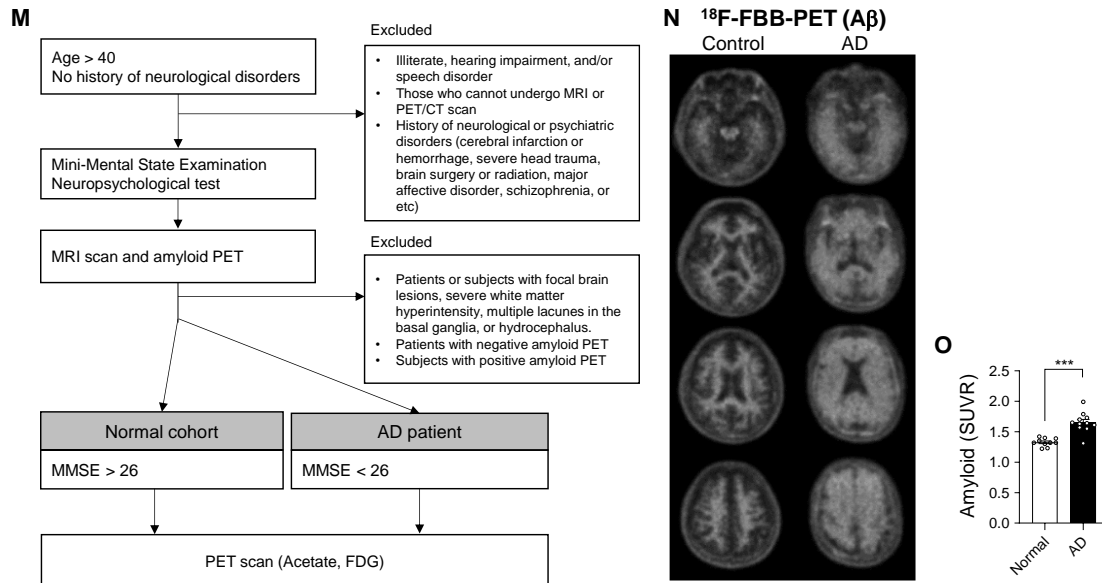 M
Age > 40
No history of neurological disorders
Excluded
• Illiterate, hearing impairment, and/or
speech disorder
• Those who cannot undergo MRI or
PET/CT scan
• History of neurological or psychiatric
disorders (cerebral infarction or
hemorrhage, severe head trauma,
brain surgery or radiation, major
affective disorder, schizophrenia, or
etc)
Mini-Mental State Examination
Neuropsychological test
MRI scan and amyloid PET
Excluded
• Patients or subjects with focal brain
lesions, severe white matter
hyperintensity, multiple lacunes in the
basal ganglia, or hydrocephalus.
• Patients with negative amyloid PET
• Subjects with positive amyloid PET
Normal cohort
MMSE > 26
AD patient
MMSE < 26
PET scan (Acetate, FDG)
N
18F-FBB-PET (Aβ)
Control
AD
O
Amyloid (SUVR)
2.5
2.0
1.5
1.0
0.5
0.0
***
Normal
AD